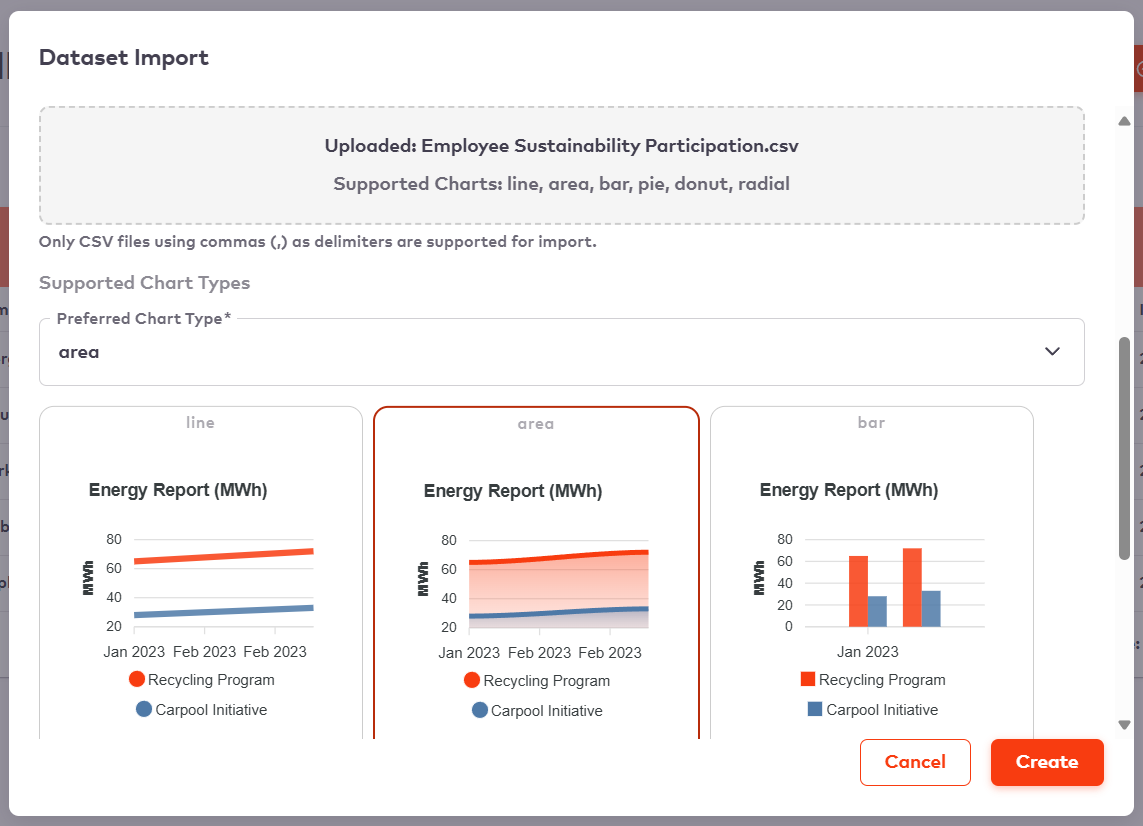 Dataset Import
Uploaded: Employee Sustainability Participation.csv
Supported Charts: line, area, bar, pie, donut, radial
Only CSV files using commas (,) as delimiters are supported for import.
Supported Chart Types
Preferred Chart Type*
area
line
Energy Report (MWh)
MWh
80
60
40
20
Jan 2023 Feb 2023 Feb 2023
Recycling Program
Carpool Initiative
area
Energy Report (MWh)
MWh
80
60
40
20
Jan 2023 Feb 2023 Feb 2023
Recycling Program
Carpool Initiative
bar
Energy Report (MWh)
MWh
80
60
40
20
0
Jan 2023
Recycling Program
Carpool Initiative
Cancel
Create